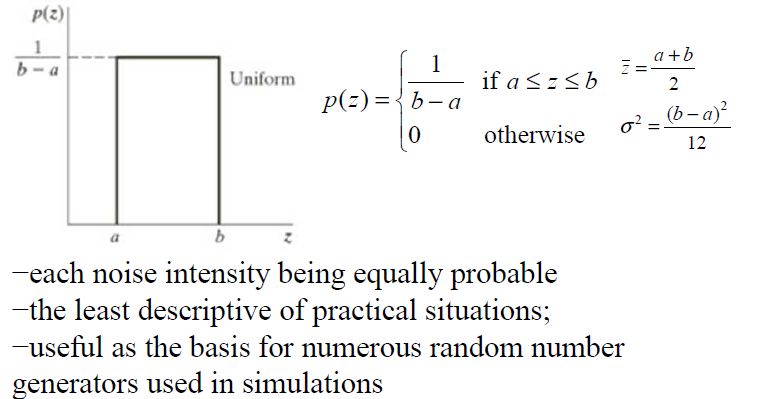 p(z)
1/(b − a)
Uniform
a b z
p(z) = { 1/(b − a) if a ≤ z ≤ b
0 otherwise
z̄ = (a + b)/2
σ² = (b − a)²/12
−each noise intensity being equally probable
−the least descriptive of practical situations;
−useful as the basis for numerous random number
generators used in simulations